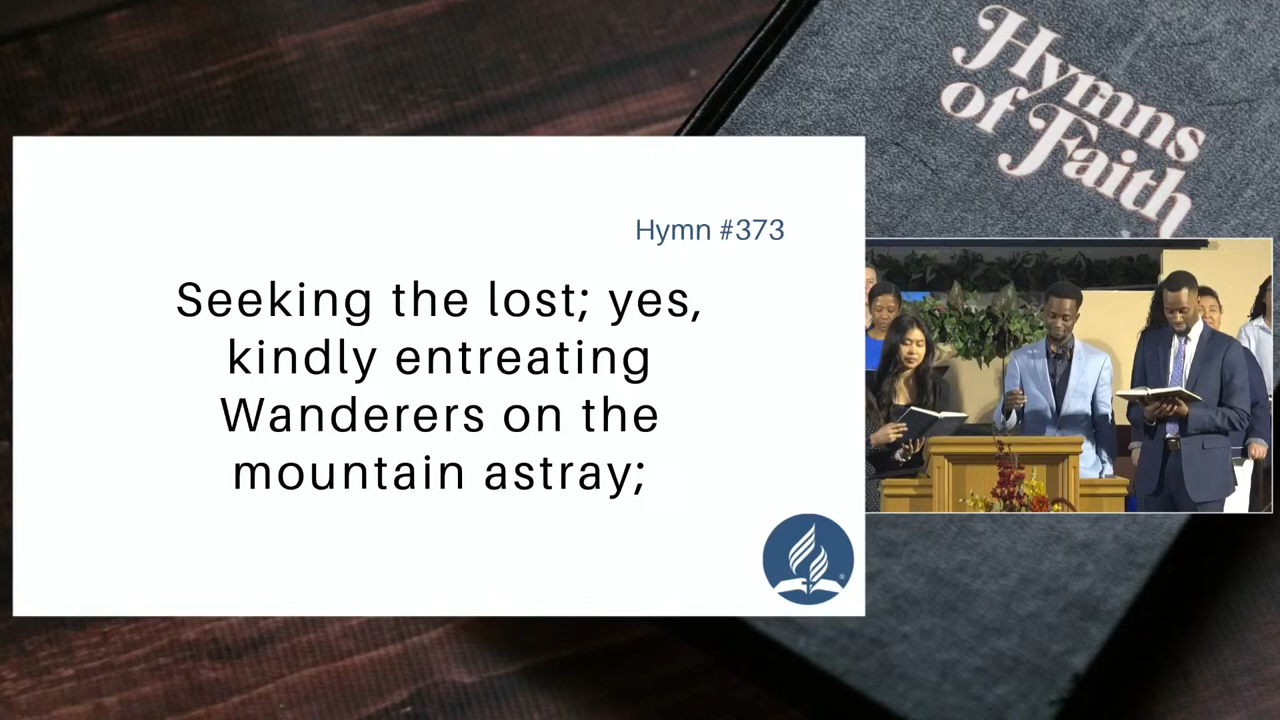 Hymns
of Faith
Hymn #373
Seeking the lost; yes,
kindly entreating
Wanderers on the
mountain astray;
®